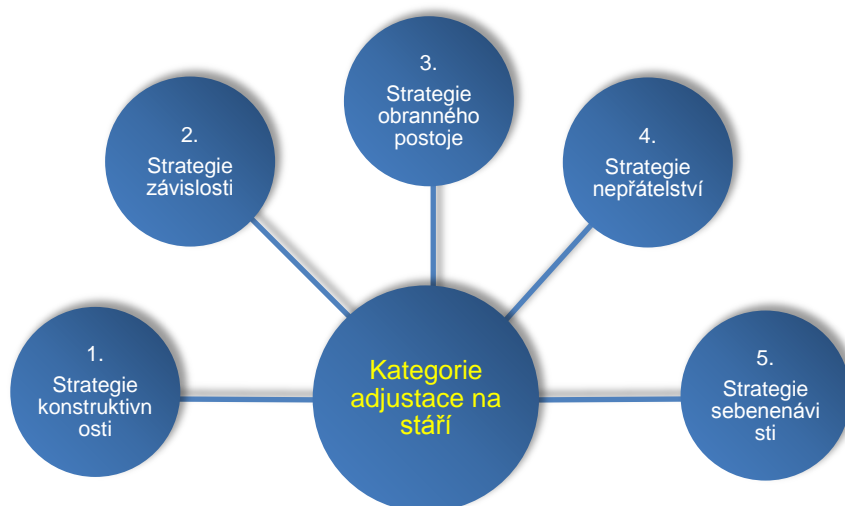 1.
Strategie
konstruktivn
osti
2.
Strategie
závislosti
3.
Strategie
obranného
postoje
4.
Strategie
nepřátelství
5.
Strategie
sebenenávi
sti
Kategorie
adjustace na
stáří